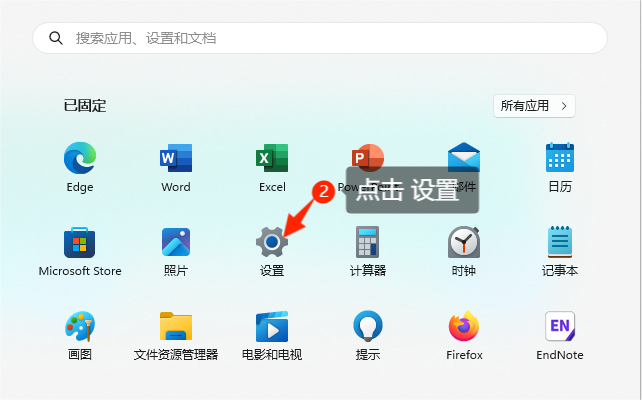 搜索应用、设置和文档
已固定
所有应用
Edge
Word
Excel
日历
2
点击 设置
Microsoft Store
照片
设置
计算器
时钟
记事本
画图
文件资源管理器
电影和电视
提示
Firefox
EN
EndNote